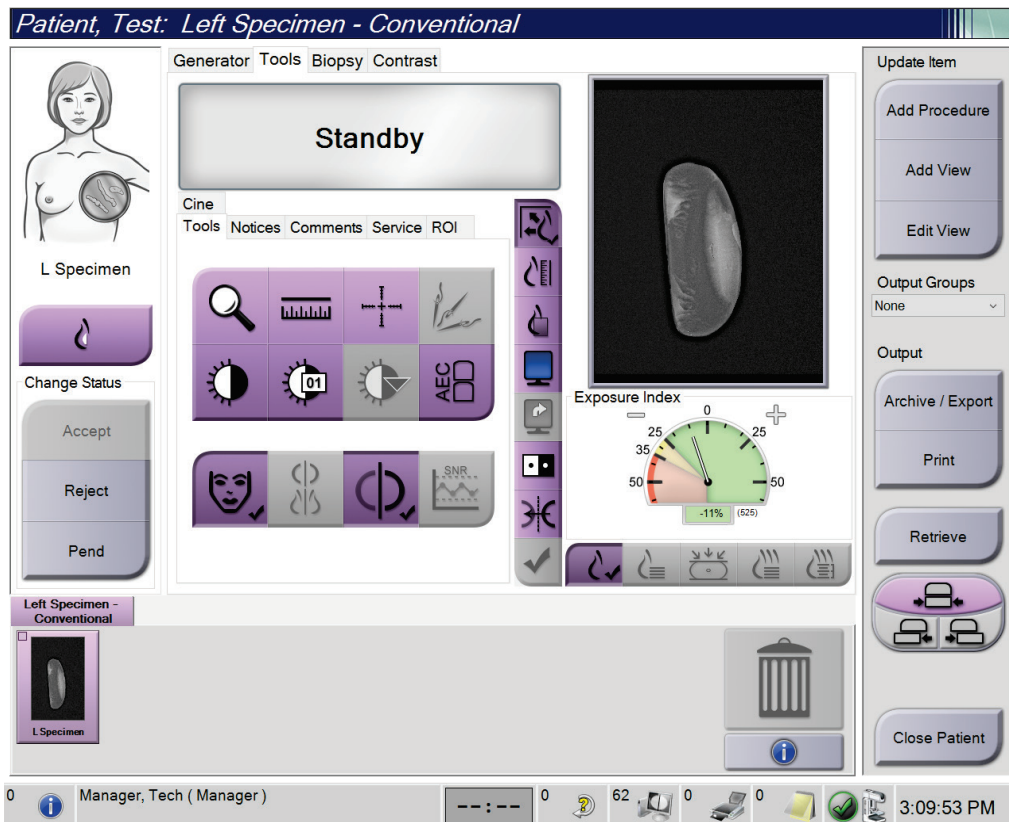 Patient, Test: Left Specimen - Conventional
Generator Tools Biopsy Contrast
Standby
Cine
Tools Notices Comments Service ROI
L Specimen
01
AEC
SNR
Change Status
Accept
Reject
Pend
Exposure Index
0
25 25
35
50 50
-11% (525)
Update Item
Add Procedure
Add View
Edit View
Output Groups
None
Output
Archive / Export
Print
Retrieve
Close Patient
Left Specimen -
Conventional
L Specimen
0 Manager, Tech ( Manager ) --:-- 0 62 0 0 3:09:53 PM